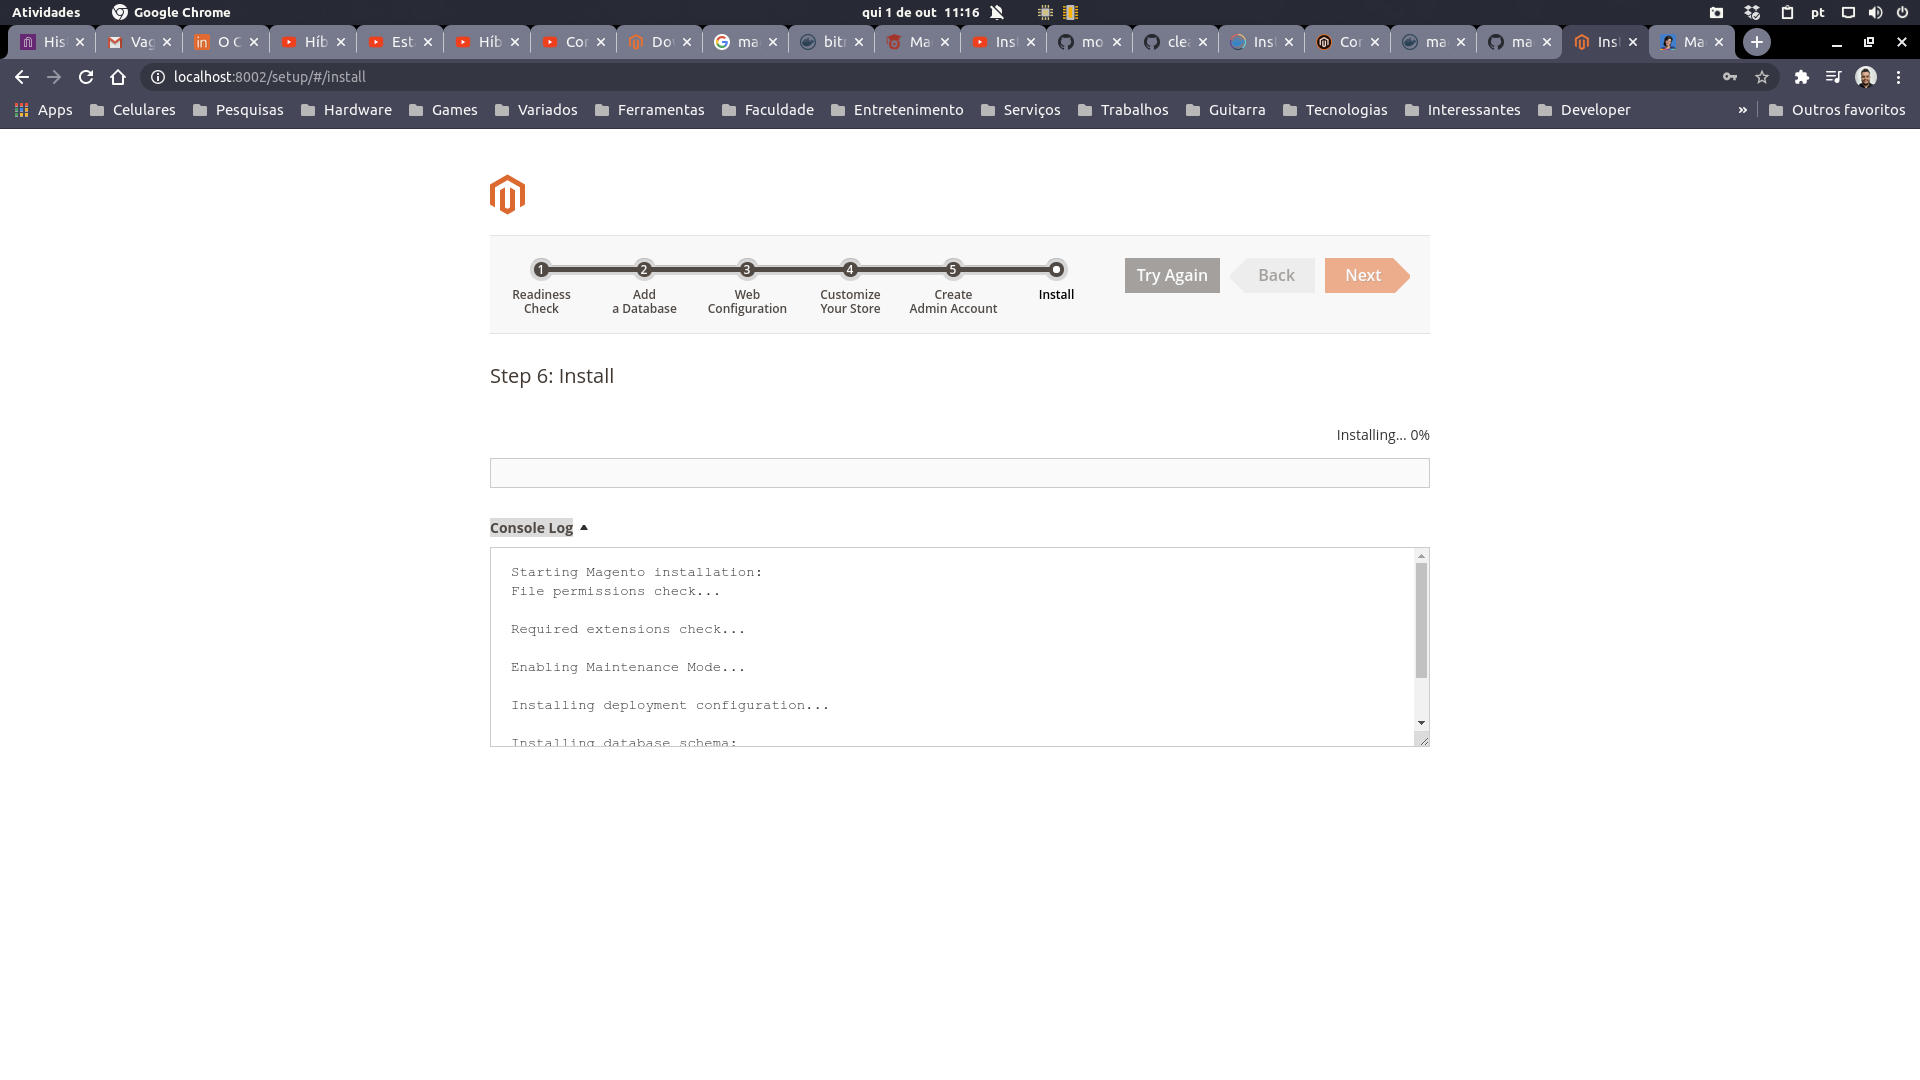 Atividades Google Chrome qui 1 de out 11:16 pt
His Vag in O C Híb Est Híb Cor Do ma bitr Ma Inst mo clea Inst Cor ma ma Inst Ma
localhost:8002/setup/#/install
Apps Celulares Pesquisas Hardware Games Variados Ferramentas Faculdade Entretenimento Serviços Trabalhos Guitarra Tecnologias Interessantes Developer » Outros favoritos
1 2 3 4 5
Readiness Check
Add a Database
Web Configuration
Customize Your Store
Create Admin Account
Install
Try Again Back Next
Step 6: Install
Installing... 0%
Console Log
Starting Magento installation:
File permissions check...
Required extensions check...
Enabling Maintenance Mode...
Installing deployment configuration...
Installing database schema: